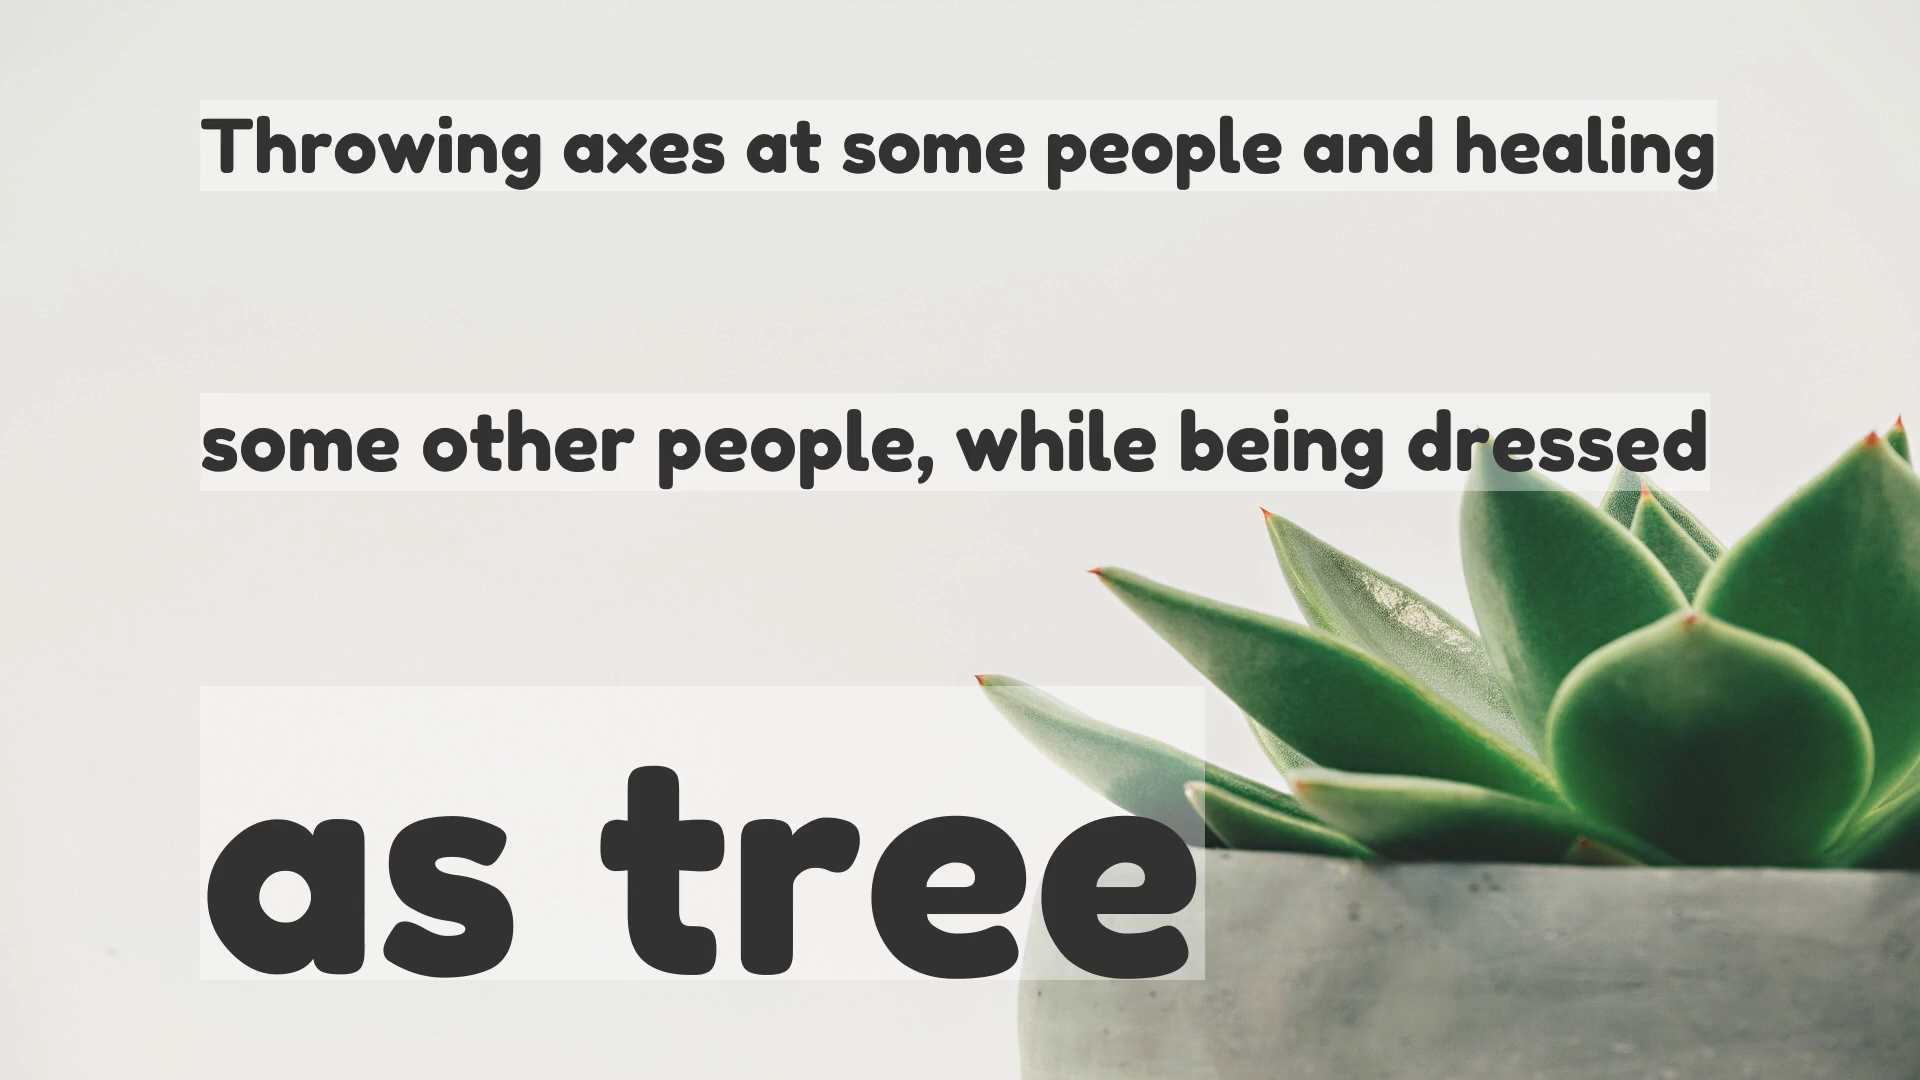 Throwing axes at some people and healing
some other people, while being dressed
as tree